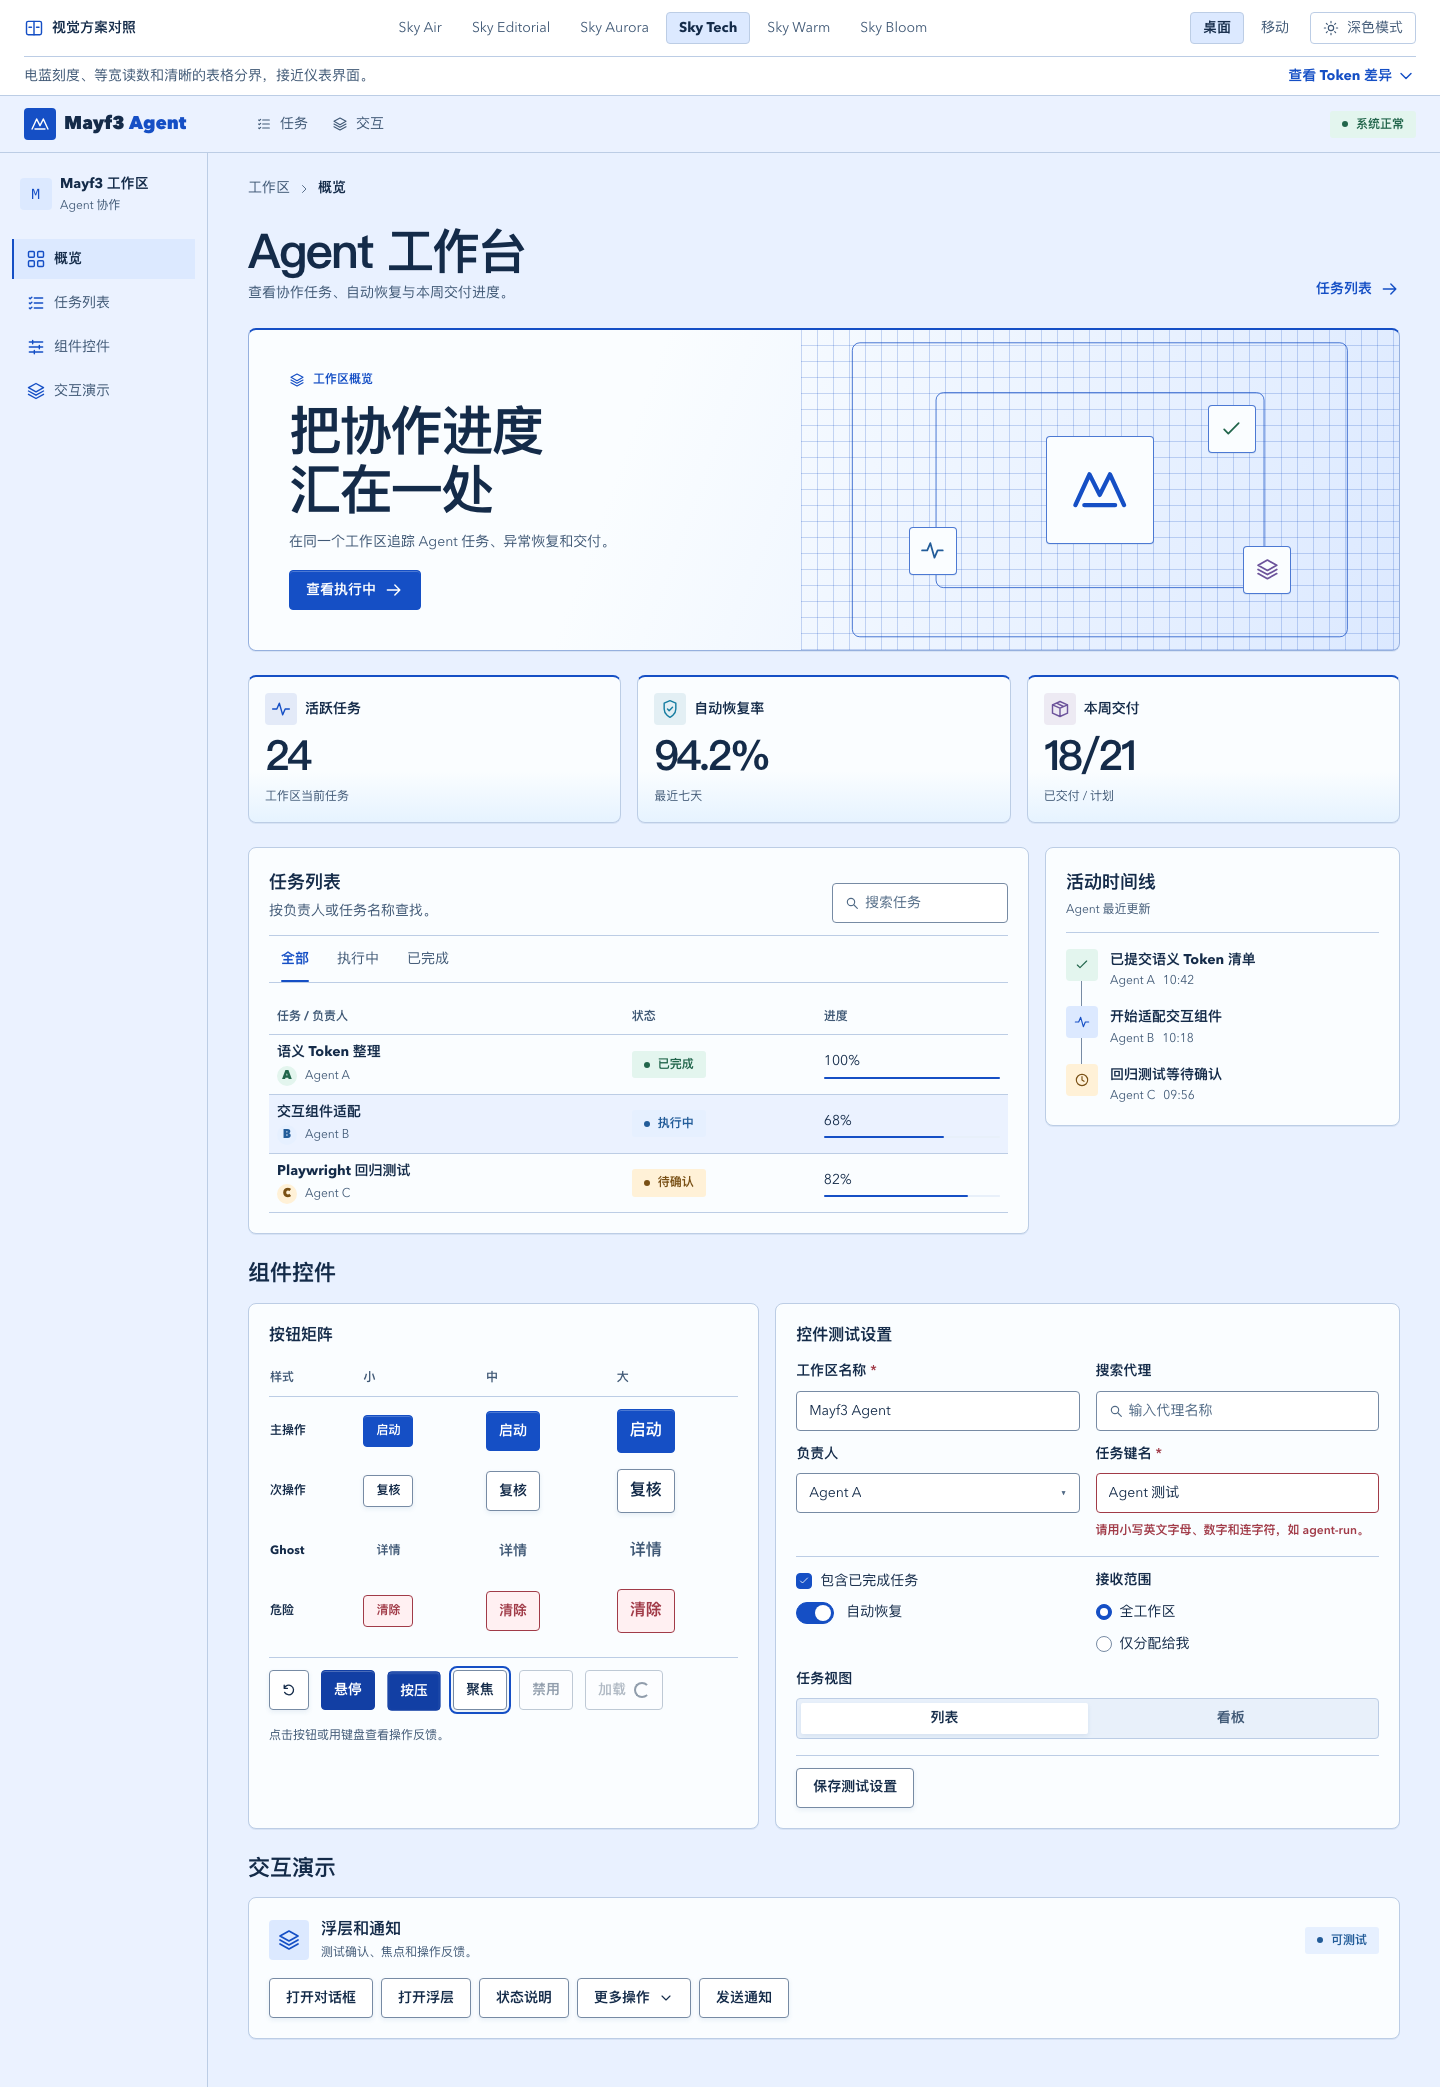 视觉方案对照
Sky Air
Sky Editorial
Sky Aurora
Sky Tech
Sky Warm
Sky Bloom
桌面
移动
深色模式
电蓝刻度、等宽读数和清晰的表格分界，接近仪表界面。
查看 Token 差异
Mayf3 Agent
任务
交互
系统正常
M
Mayf3 工作区
Agent 协作
概览
任务列表
组件控件
交互演示
工作区
概览
Agent 工作台
查看协作任务、自动恢复与本周交付进度。
任务列表
工作区概览
把协作进度
汇在一处
在同一个工作区追踪 Agent 任务、异常恢复和交付。
查看执行中
活跃任务
24
工作区当前任务
自动恢复率
94.2%
最近七天
本周交付
18/21
已交付 / 计划
任务列表
按负责人或任务名称查找。
搜索任务
全部
执行中
已完成
任务 / 负责人
状态
进度
语义 Token 整理
A
Agent A
已完成
100%
交互组件适配
B
Agent B
执行中
68%
Playwright 回归测试
C
Agent C
待确认
82%
活动时间线
Agent 最近更新
已提交语义 Token 清单
Agent A 10:42
开始适配交互组件
Agent B 10:18
回归测试等待确认
Agent C 09:56
组件控件
按钮矩阵
样式
小
中
大
主操作
启动
启动
启动
次操作
复核
复核
复核
Ghost
详情
详情
详情
危险
清除
清除
清除
悬停
按压
聚焦
禁用
加载
点击按钮或用键盘查看操作反馈。
控件测试设置
工作区名称 *
Mayf3 Agent
搜索代理
输入代理名称
负责人
Agent A
任务键名 *
Agent 测试
请用小写英文字母、数字和连字符，如 agent-run。
包含已完成任务
自动恢复
接收范围
全工作区
仅分配给我
任务视图
列表
看板
保存测试设置
交互演示
浮层和通知
测试确认、焦点和操作反馈。
可测试
打开对话框
打开浮层
状态说明
更多操作
发送通知